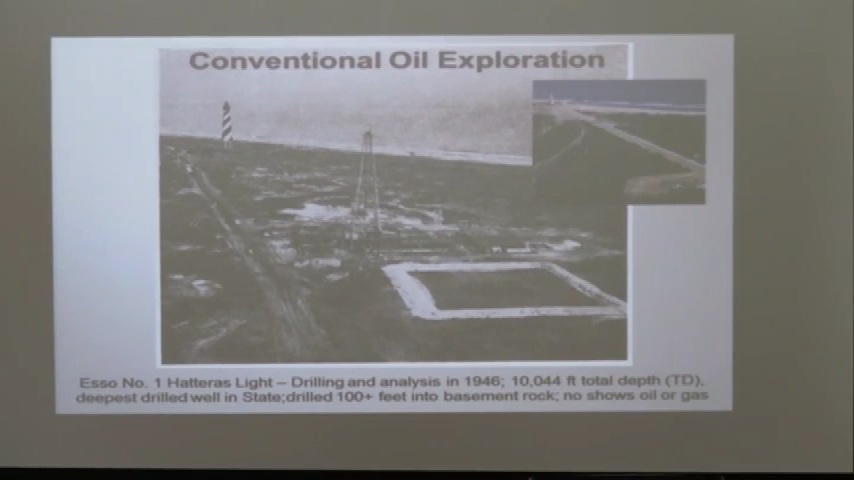 Conventional Oil Exploration
Esso No. 1 Hatteras Light – Drilling and analysis in 1946; 10,044 ft total depth (TD),
deepest drilled well in State;drilled 100+ feet into basement rock; no shows oil or gas